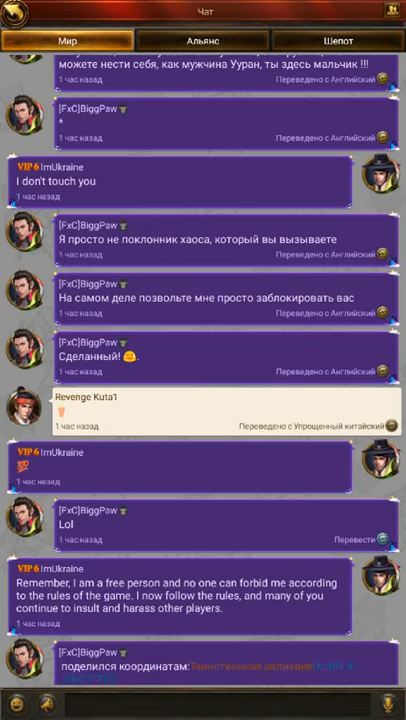 Чат
Мир
Альянс
Шепот
можете нести себя, как мужчина Ууран, ты здесь мальчик !!!
1 час назад
Переведено с Английский
[FxC]BiggPaw
*
1 час назад
Переведено с Английский
VIP 6 ImUkraine
I don't touch you
1 час назад
[FxC]BiggPaw
Я просто не поклонник хаоса, который вы вызываете
1 час назад
Переведено с Английский
[FxC]BiggPaw
На самом деле позвольте мне просто заблокировать вас
1 час назад
Переведено с Английский
[FxC]BiggPaw
Сделанный! 🤗
1 час назад
Переведено с Английский
Revenge Kuta1
1 час назад
Переведено с Упрощенный китайский
VIP 6 ImUkraine
💯
1 час назад
[FxC]BiggPaw
Lol
1 час назад
Перевести
VIP 6 ImUkraine
Remember, I am a free person and no one can forbid me according
to the rules of the game. I now follow the rules, and many of you
continue to insult and harass other players.
1 час назад
[FxC]BiggPaw
поделился координатам:Таинственная реликвия